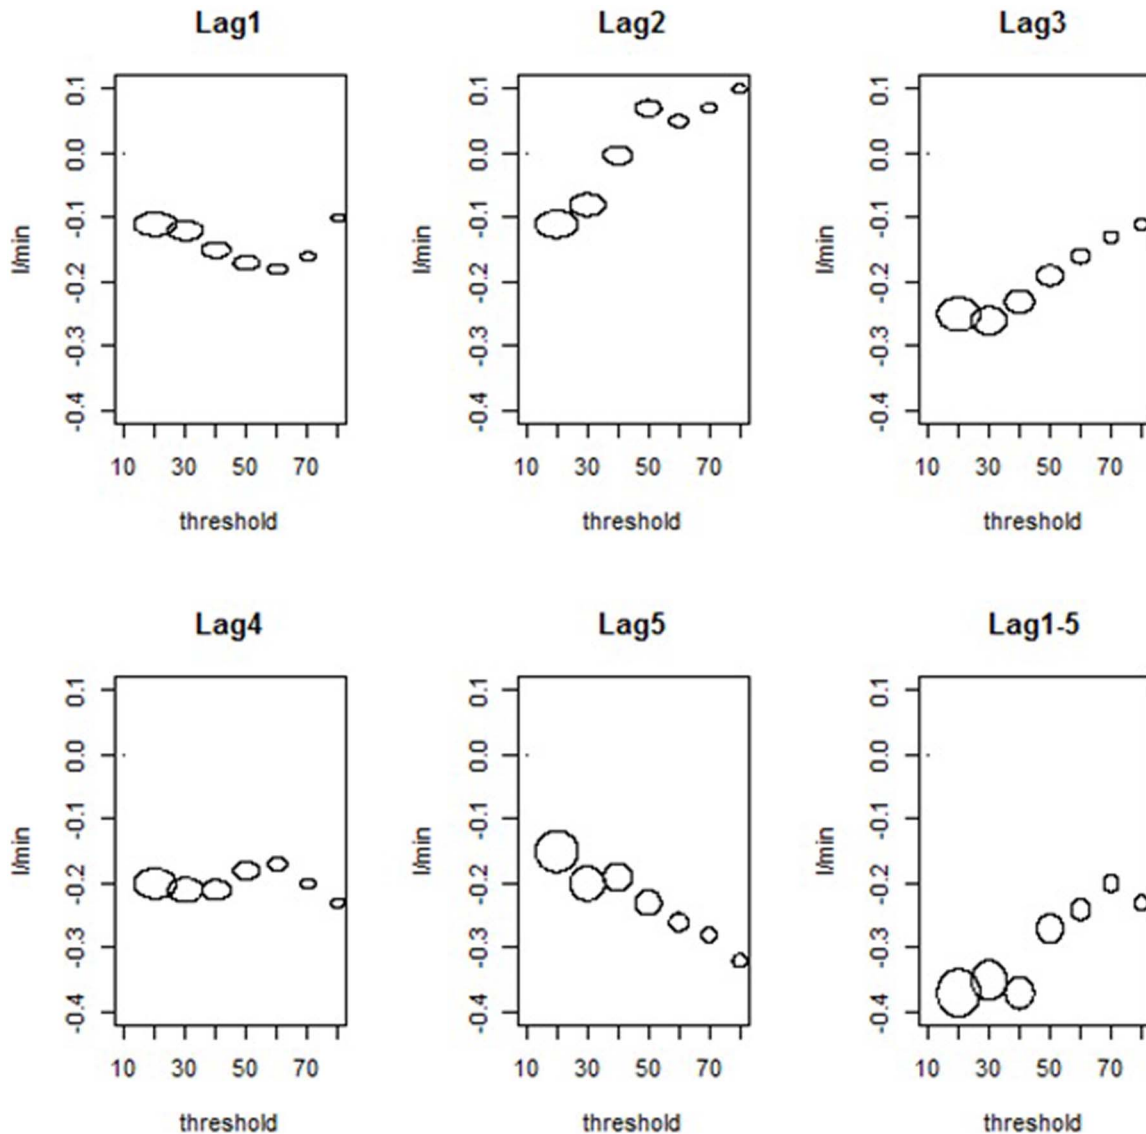 Lag1 Lag2 Lag3
0.1 0.1 0.1
0.0 0.0 0.0
-0.1 -0.1 -0.1
l/min l/min l/min
-0.2 -0.2 -0.2
-0.3 -0.3 -0.3
-0.4 -0.4 -0.4
10 30 50 70 10 30 50 70 10 30 50 70
threshold threshold threshold
Lag4 Lag5 Lag1-5
0.1 0.1 0.1
0.0 0.0 0.0
-0.1 -0.1 -0.1
l/min l/min l/min
-0.2 -0.2 -0.2
-0.3 -0.3 -0.3
-0.4 -0.4 -0.4
10 30 50 70 10 30 50 70 10 30 50 70
threshold threshold threshold